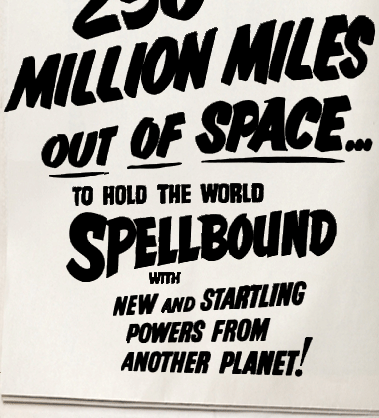 MILLION MILES
OUT OF SPACE...
TO HOLD THE WORLD
SPELLBOUND
WITH
NEW AND STARTLING
POWERS FROM
ANOTHER PLANET!